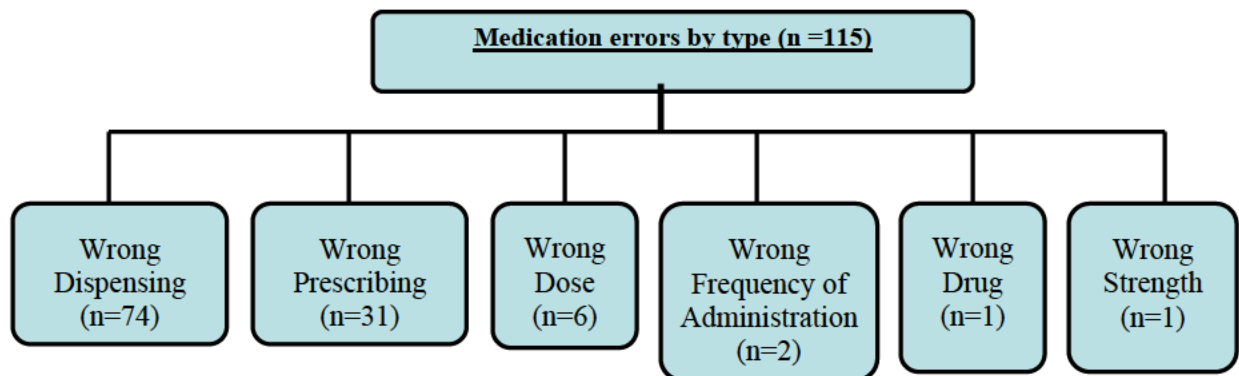 Medication errors by type (n =115)
Wrong
Dispensing
(n=74)
Wrong
Prescribing
(n=31)
Wrong
Dose
(n=6)
Wrong
Frequency of
Administration
(n=2)
Wrong
Drug
(n=1)
Wrong
Strength
(n=1)